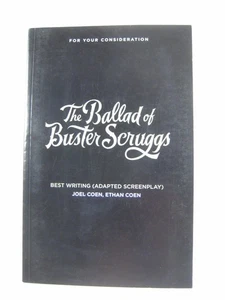 FOR YOUR CONSIDERATION
The Ballad of
Buster Scruggs
BEST WRITING (ADAPTED SCREENPLAY)
JOEL COEN, ETHAN COEN